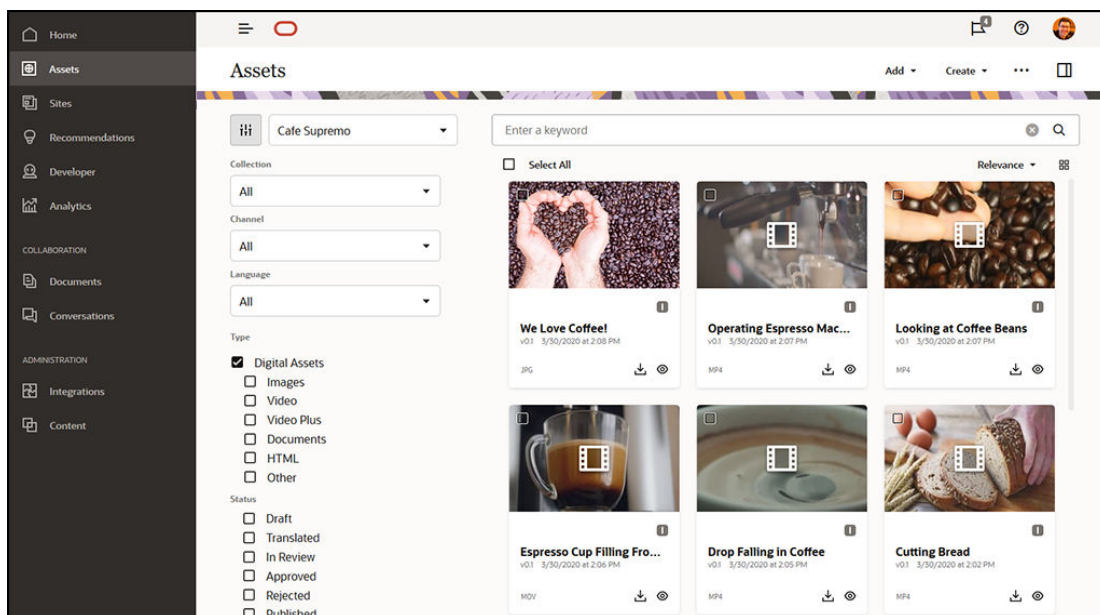 Home
Assets
Sites
Recommendations
Developer
Analytics
COLLABORATION
Documents
Conversations
ADMINISTRATION
Integrations
Content
4
Assets
Add
Create
Cafe Supremo
Collection
All
Channel
All
Language
All
Type
Digital Assets
Images
Video
Video Plus
Documents
HTML
Other
Status
Draft
Translated
In Review
Approved
Rejected
Published
Enter a keyword
Select All
Relevance
We Love Coffee!
v0.1 3/30/2020 at 2:08 PM
JPG
Operating Espresso Mac...
v0.1 3/30/2020 at 2:07 PM
MP4
Looking at Coffee Beans
v0.1 3/30/2020 at 2:07 PM
MP4
Espresso Cup Filling Fro...
v0.1 3/30/2020 at 2:06 PM
MOV
Drop Falling in Coffee
v0.1 3/30/2020 at 2:05 PM
MP4
Cutting Bread
v0.1 3/30/2020 at 2:02 PM
MP4